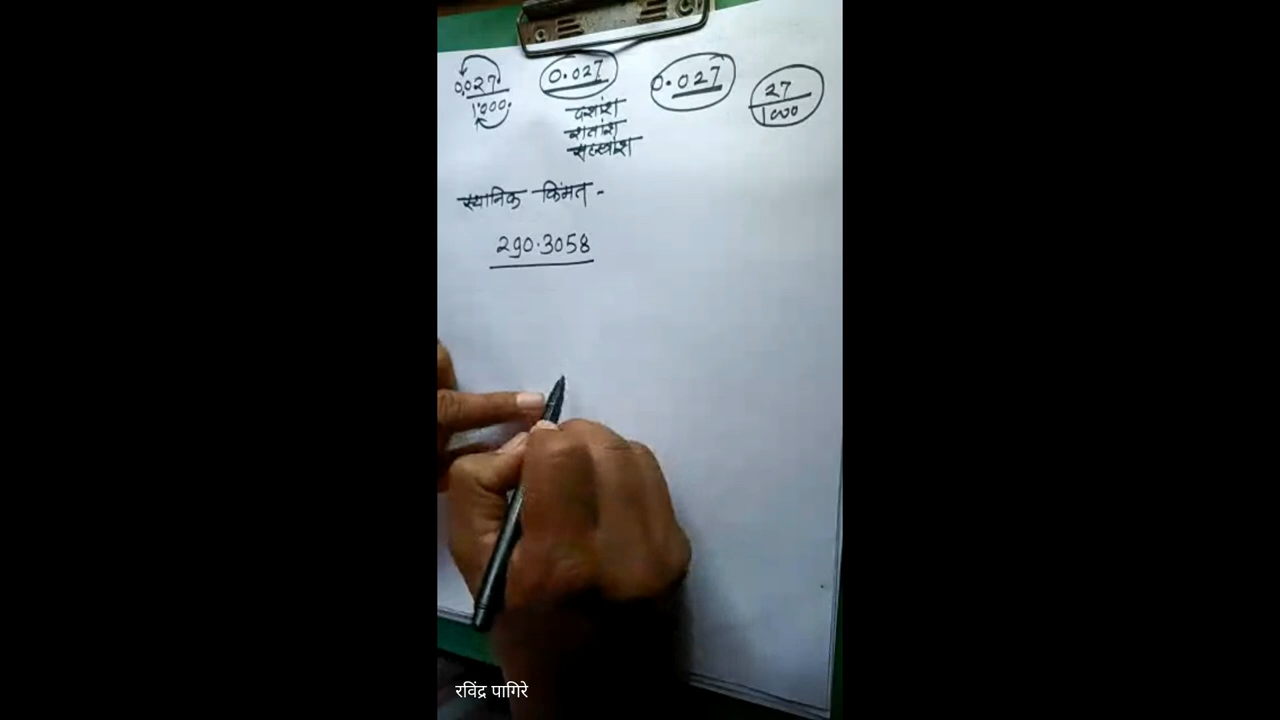 0.027. 0.027 0.027 27
1000. 1000
दशांश
शतांश
सहस्त्रांश
स्थानिक किंमत -
290.3058
रविंद्र पागिरे